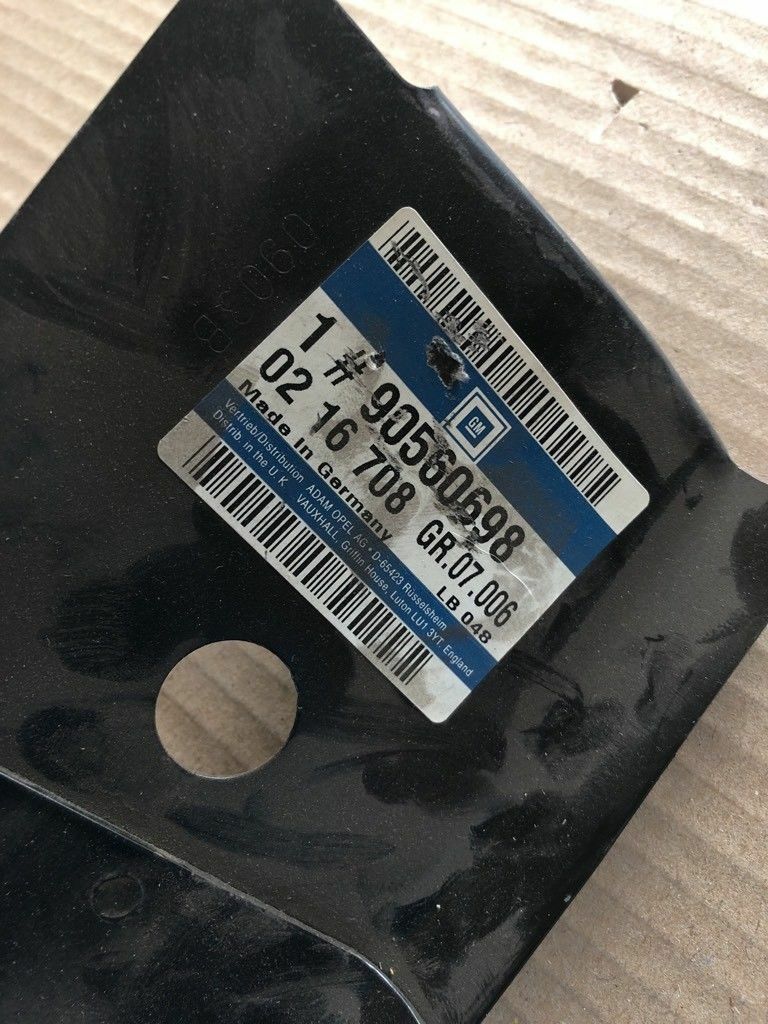 GM
1 # 90560698
02 16 708 GR.07.006
Made In Germany LB 048
Vertrieb/Distribution ADAM OPEL AG • D-65423 Rüsselsheim
Distrib. in the U. K. VAUXHALL, Griffin House, Luton LU1 3YT, England